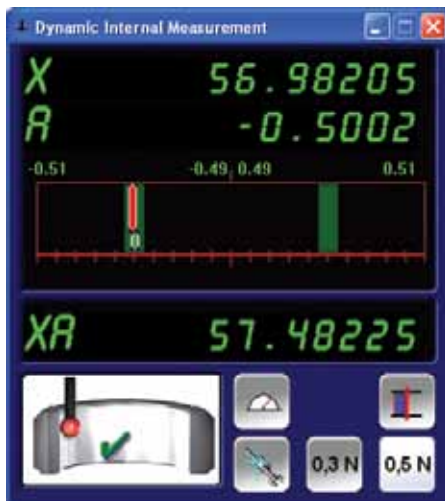 Dynamic Internal Measurement
X 56.98205
A -0.5002
-0.51 -0.49 0.49 0.51
0
XA 57.48225
0,3 N 0,5 N